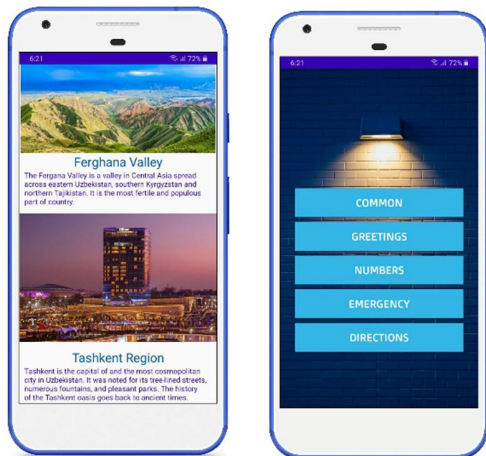 6:21
72%
Ferghana Valley
The Fergana Valley is a valley in Central Asia spread
across eastern Uzbekistan, southern Kyrgyzstan and
northern Tajikistan. It is the most fertile and populous
part of country.
Tashkent Region
Tashkent is the capital of and the most cosmopolitan
city in Uzbekistan. It was noted for its tree-lined streets,
numerous fountains, and pleasant parks. The history
of the Tashkent oasis goes back to ancient times.
6:21
72%
COMMON
GREETINGS
NUMBERS
EMERGENCY
DIRECTIONS